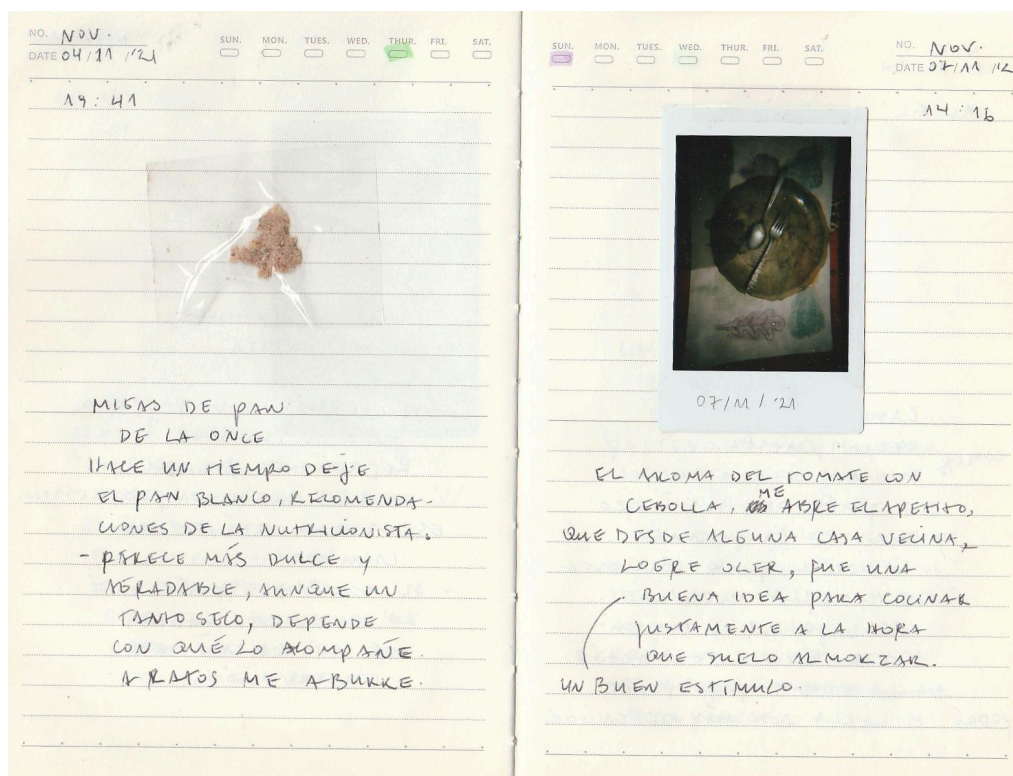 NO. NOV.
DATE 04/11/'21
SUN. MON. TUES. WED. THUR. FRI. SAT.
19:41
MIGAS DE PAN
DE LA ONCE
HACE UN TIEMPO DEJE
EL PAN BLANCO, RECOMENDA-
CIONES DE LA NUTRICIONISTA.
- PARECE MÁS DULCE Y
AGRADABLE, AUNQUE UN
TANTO SECO, DEPENDE
CON QUÉ LO ACOMPAÑE.
A RATOS ME ABURRE.
SUN. MON. TUES. WED. THUR. FRI. SAT.
NO. NOV.
DATE 07/11/'2
14:16
07/11/'21
EL AROMA DEL TOMATE CON
CEBOLLA, ME ABRE EL APETITO,
QUE DESDE ALGUNA CASA VECINA,
LOGRE OLER, FUE UNA
BUENA IDEA PARA COCINAR
JUSTAMENTE A LA HORA
QUE SUELO ALMORZAR.
UN BUEN ESTÍMULO.